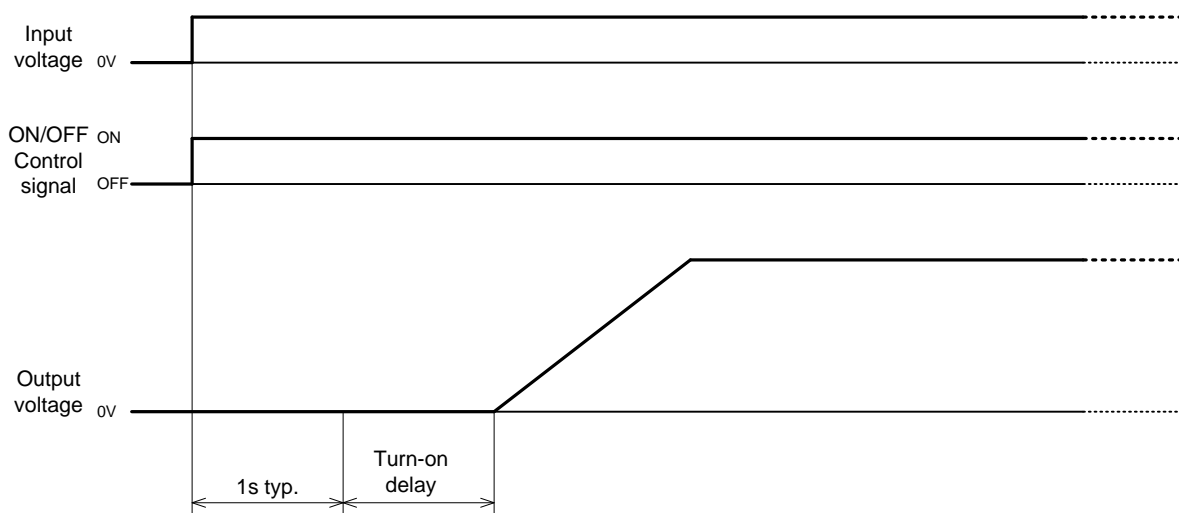 Input
voltage 0V
ON/OFF ON
Control
signal OFF
Output
voltage 0V
1s typ.
Turn-on
delay